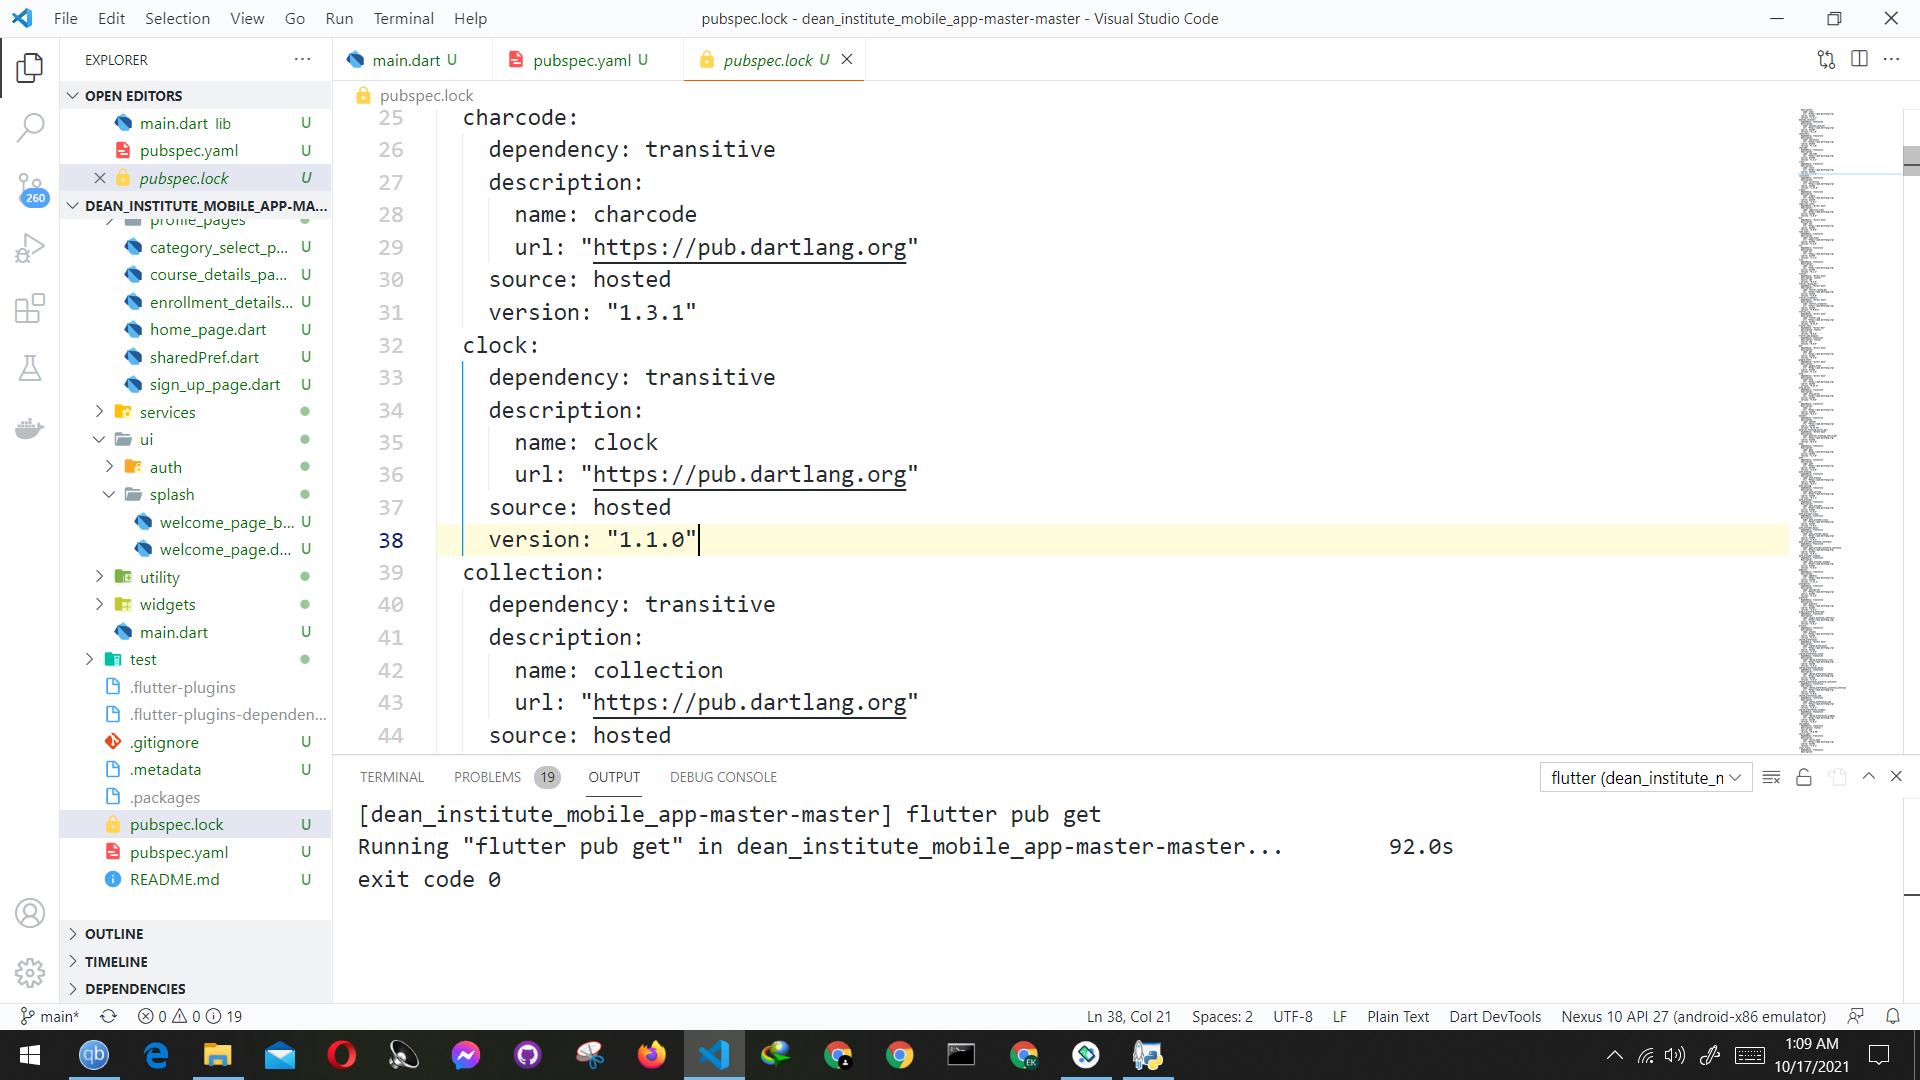 File Edit Selection View Go Run Terminal Help
pubspec.lock - dean_institute_mobile_app-master-master - Visual Studio Code
EXPLORER
OPEN EDITORS
main.dart lib U
pubspec.yaml U
pubspec.lock U
260
DEAN_INSTITUTE_MOBILE_APP-MA...
profile_pages
category_select_p... U
course_details_pa... U
enrollment_details... U
home_page.dart U
sharedPref.dart U
sign_up_page.dart U
services
ui
auth
splash
welcome_page_b... U
welcome_page.d... U
utility
widgets
main.dart U
test
.flutter-plugins
.flutter-plugins-dependen...
.gitignore U
.metadata U
.packages
pubspec.lock U
pubspec.yaml U
README.md U
OUTLINE
TIMELINE
DEPENDENCIES
main.dart U
pubspec.yaml U
pubspec.lock U
pubspec.lock
25 charcode:
26 dependency: transitive
27 description:
28 name: charcode
29 url: "https://pub.dartlang.org"
30 source: hosted
31 version: "1.3.1"
32 clock:
33 dependency: transitive
34 description:
35 name: clock
36 url: "https://pub.dartlang.org"
37 source: hosted
38 version: "1.1.0"
39 collection:
40 dependency: transitive
41 description:
42 name: collection
43 url: "https://pub.dartlang.org"
44 source: hosted
TERMINAL PROBLEMS 19 OUTPUT DEBUG CONSOLE
flutter (dean_institute_n
[dean_institute_mobile_app-master-master] flutter pub get
Running "flutter pub get" in dean_institute_mobile_app-master-master... 92.0s
exit code 0
main* 0 0 19
Ln 38, Col 21 Spaces: 2 UTF-8 LF Plain Text Dart DevTools Nexus 10 API 27 (android-x86 emulator)
qb
EK
1:09 AM
10/17/2021